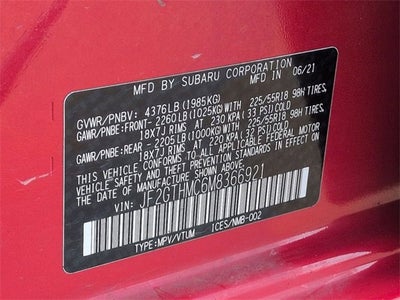 MFD BY SUBARU CORPORATION IN 06/21
GVWR/PNBV: 4376LB(1985KG)
GAWR/PNBV:FRONT- 2260LB(1025KG)WITH 225/55R18 98H TIRES,
18X7J RIMS AT 230 KPA(33 PSI)COLD
GAWR/PNBE:REAR - 2205LB(1000KG)WITH 225/55R18 98H TIRES,
18X7J RIMS AT 220 KPA(32 PSI)COLD
THIS VEHICLE CONFORMS TO ALL APPLICABLE U.S. FEDERAL MOTOR
VEHICLE SAFETY AND THEFT PREVENTION STANDARDS IN EFFECT ON
THE DATE OF MANUFACTURE SHOWN ABOVE.
VIN: JF2GTHMC6M8366921
TYPE:MPV/VTUM ICES/NMB-002